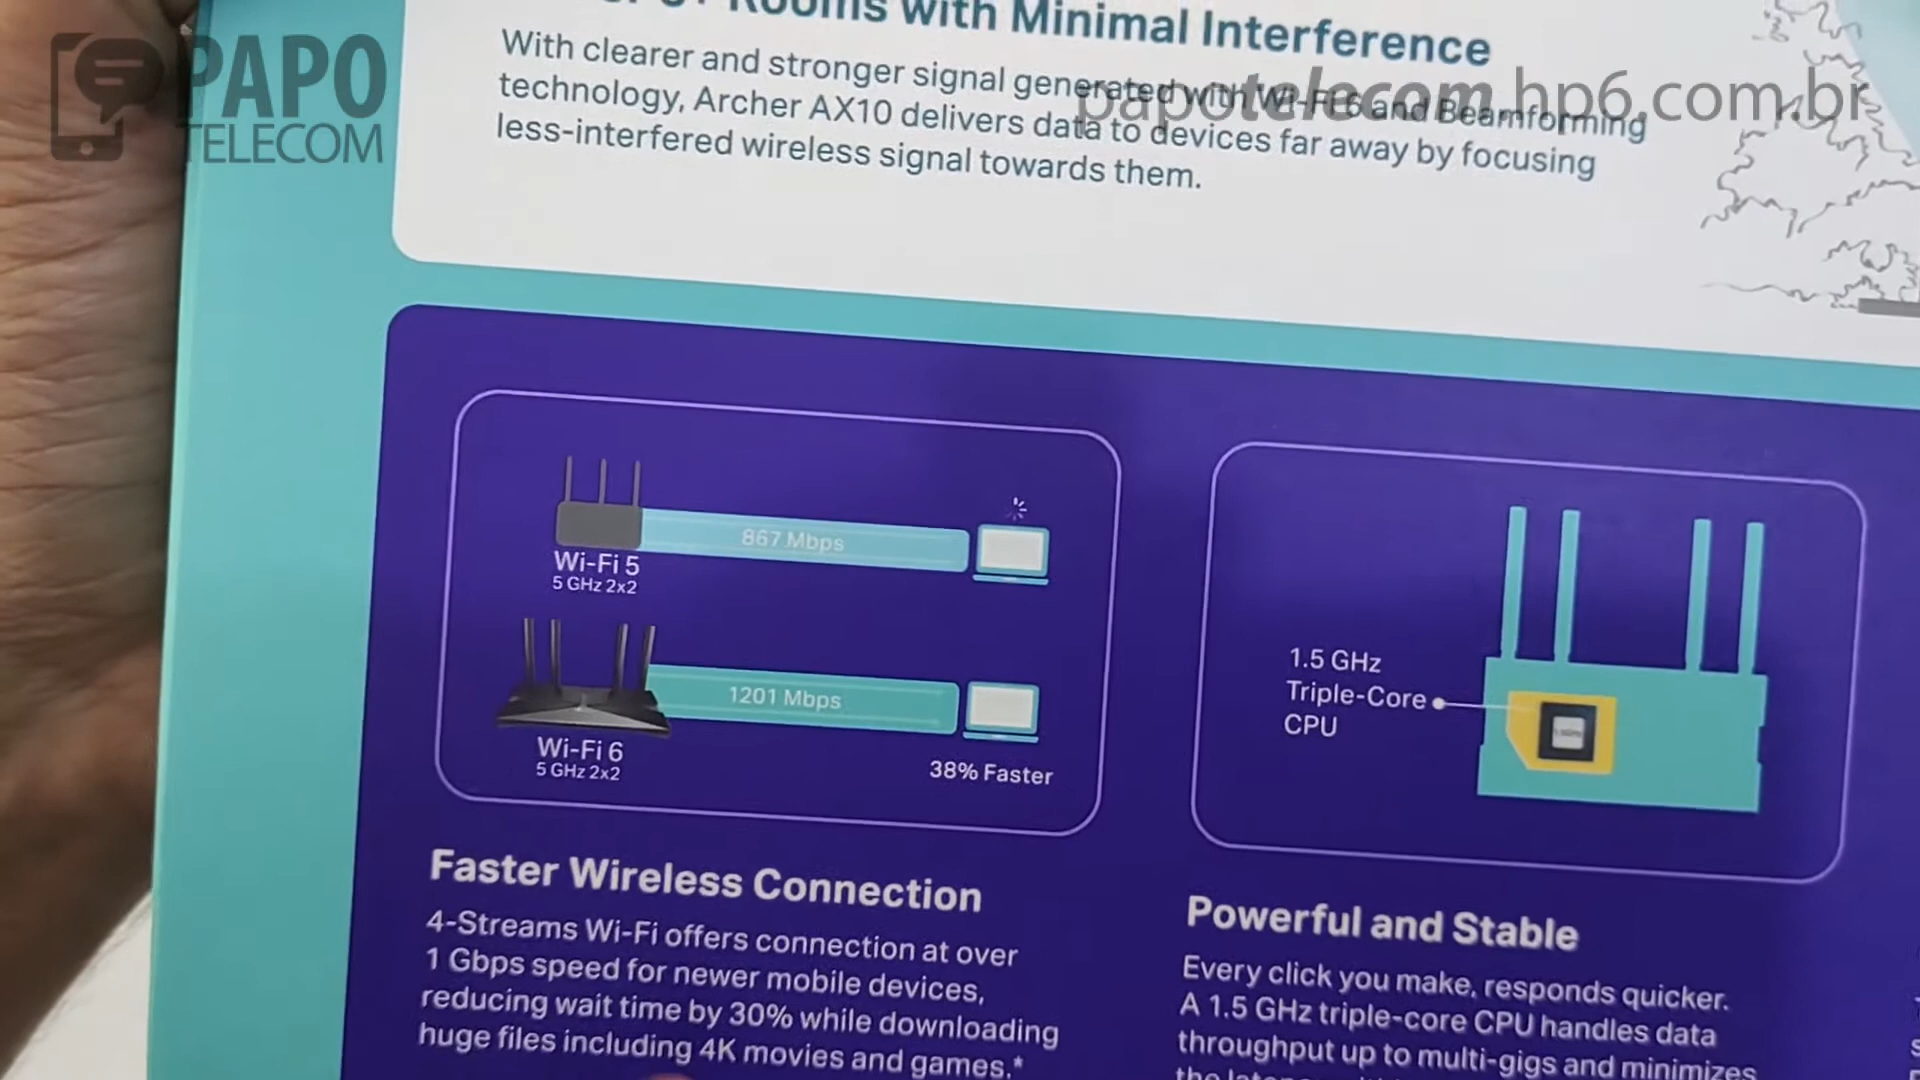 PAPO
TELECOM
papotelecom.hp6.com.br
Rooms with Minimal Interference
With clearer and stronger signal generated with Wi-Fi 6 and Beamforming
technology, Archer AX10 delivers data to devices far away by focusing
less-interfered wireless signal towards them.
867 Mbps
Wi-Fi 5
5 GHz 2x2
1201 Mbps
Wi-Fi 6
5 GHz 2x2
38% Faster
Faster Wireless Connection
4-Streams Wi-Fi offers connection at over
1 Gbps speed for newer mobile devices,
reducing wait time by 30% while downloading
huge files including 4K movies and games.*
1.5 GHz
Triple-Core
CPU
Powerful and Stable
Every click you make, responds quicker.
A 1.5 GHz triple-core CPU handles data
throughput up to multi-gigs and minimizes
the